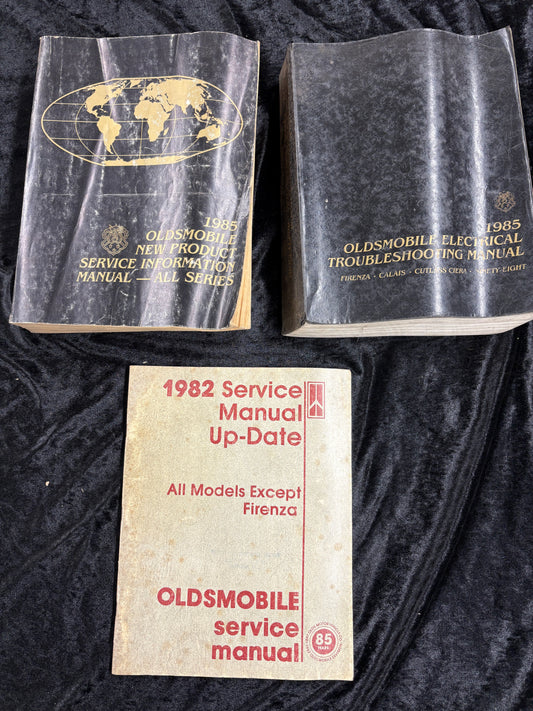 1985
OLDSMOBILE
NEW PRODUCT
SERVICE INFORMATION
MANUAL — ALL SERIES
1985
OLDSMOBILE ELECTRICAL
TROUBLESHOOTING MANUAL
FIRENZA • CALAIS • CUTLASS CIERA • NINETY-EIGHT
1982 Service
Manual
Up-Date
All Models Except
Firenza
OLDSMOBILE
service
manual
85